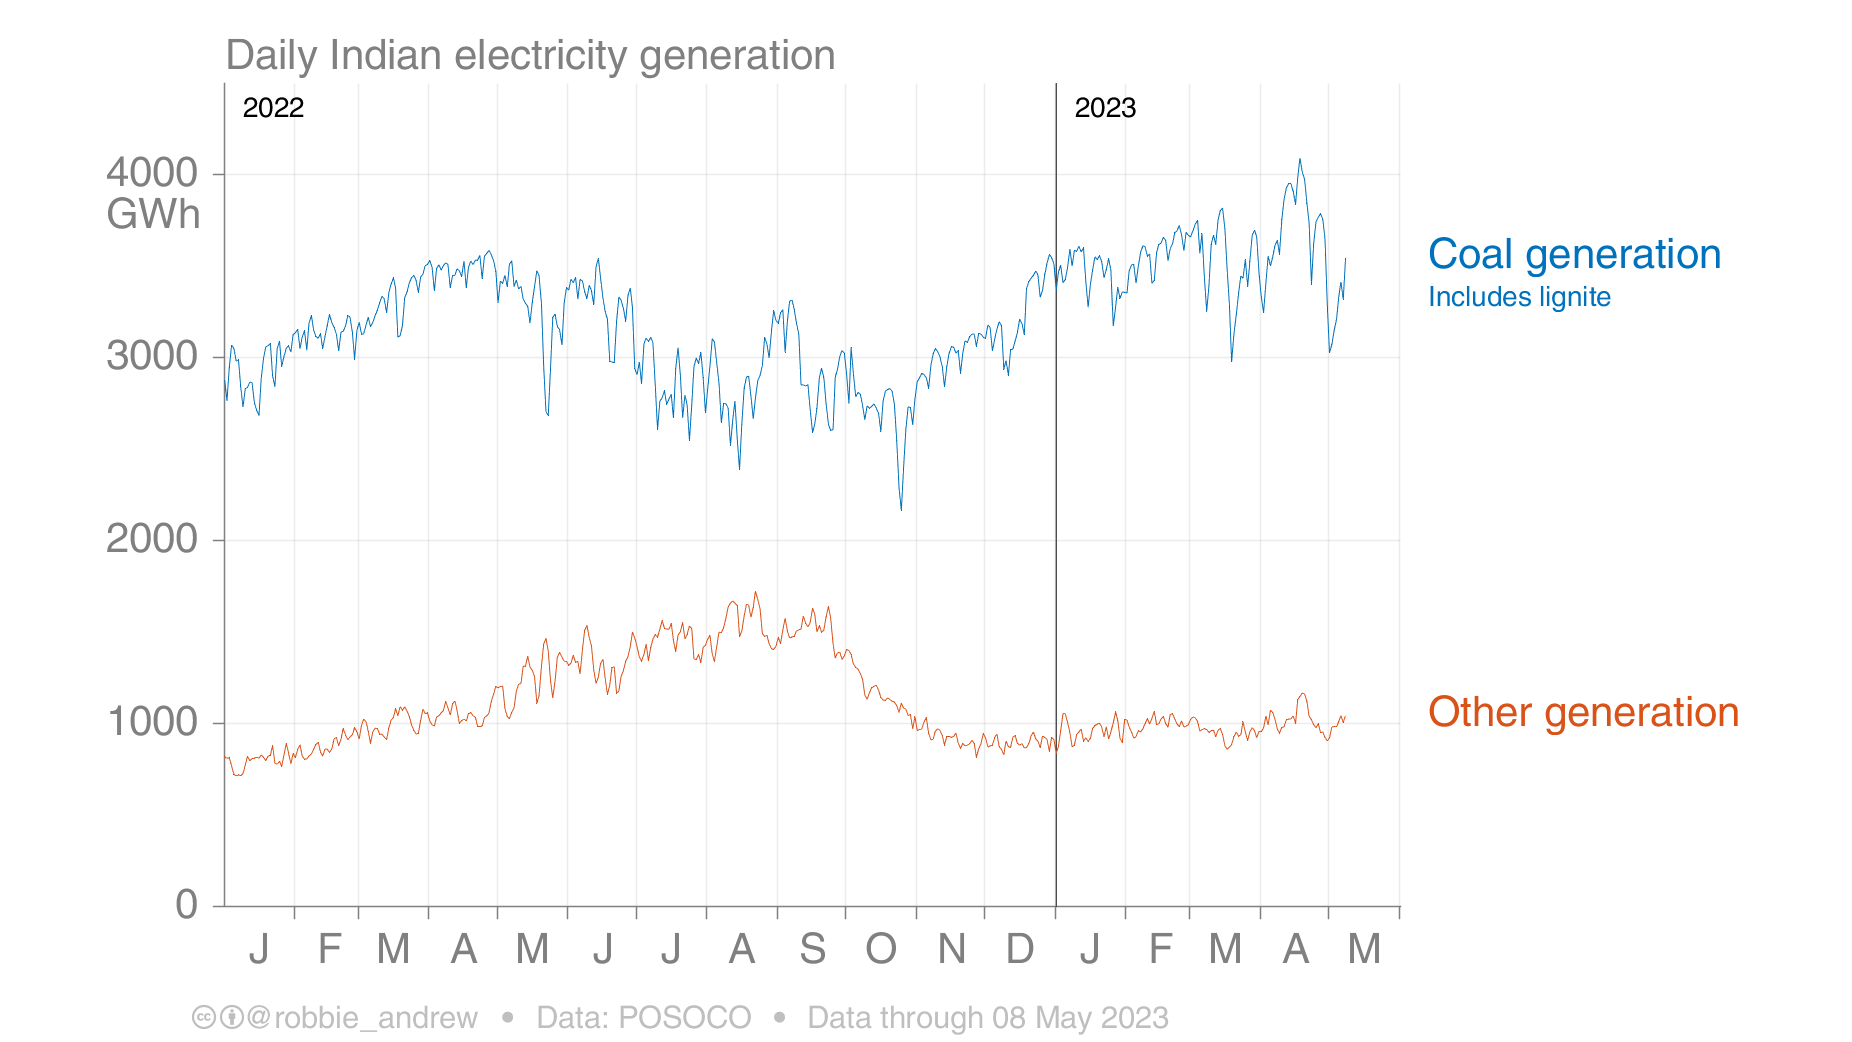 Daily Indian electricity generation
2022
2023
4000
GWh
3000
2000
1000
0
Coal generation
Includes lignite
Other generation
J F M A M J J A S O N D J F M A M
cc @robbie_andrew • Data: POSOCO • Data through 08 May 2023